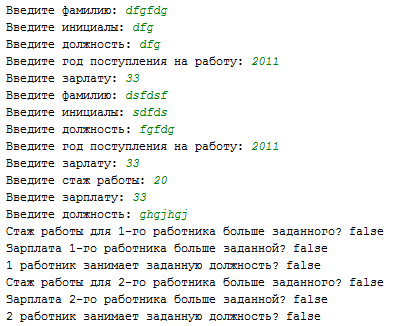 Введите фамилию: dfgfdg
Введите инициалы: dfg
Введите должность: dfg
Введите год поступления на работу: 2011
Введите зарлату: 33
Введите фамилию: dsfdsf
Введите инициалы: sdfds
Введите должность: fgfdg
Введите год поступления на работу: 2011
Введите зарлату: 33
Введите стаж работы: 20
Введите зарплату: 33
Введите должность: ghgjhgj
Стаж работы для 1-го работника больше заданного? false
Зарплата 1-го работника больше заданной? false
1 работник занимает заданную должность? false
Стаж работы для 2-го работника больше заданного? false
Зарплата 2-го работника больше заданной? false
2 работник занимает заданную должность? false